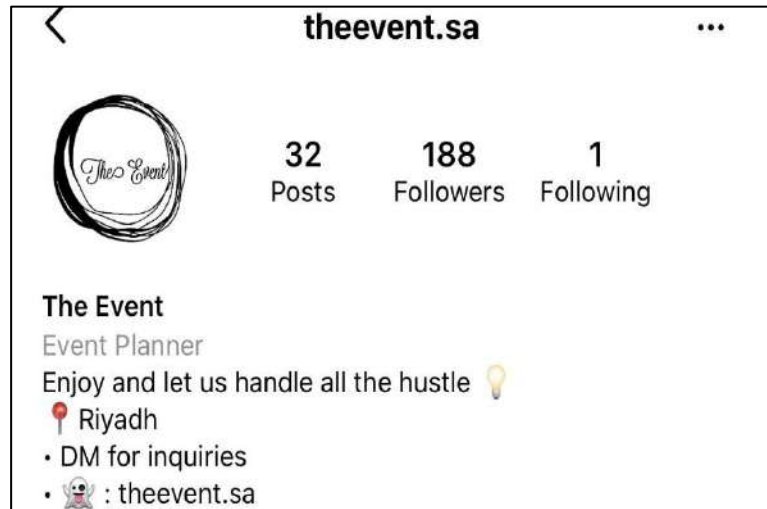 theevent.sa
The Event
32 188 1
Posts Followers Following
The Event
Event Planner
Enjoy and let us handle all the hustle 💡
📍 Riyadh
• DM for inquiries
• 👻 : theevent.sa